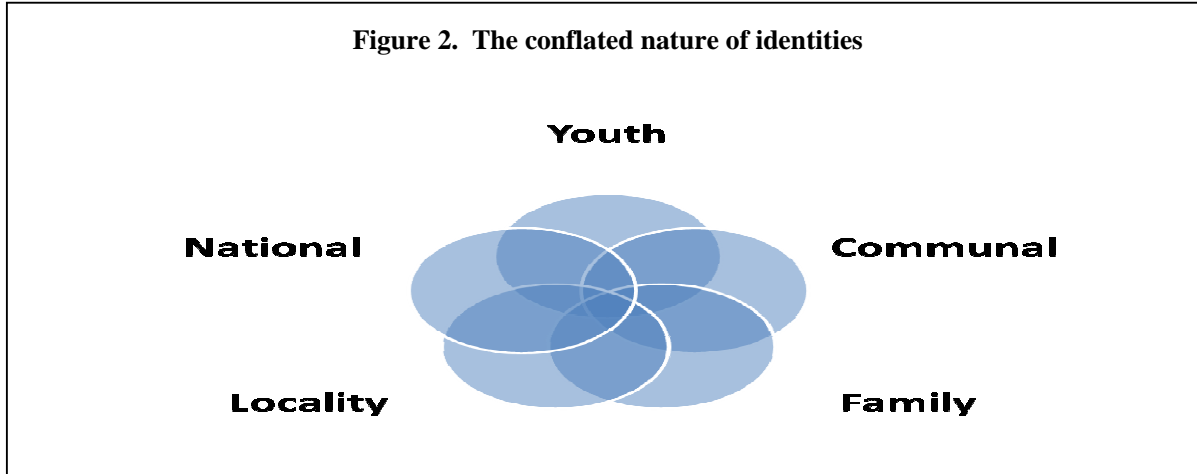 Figure 2. The conflated nature of identities
Youth
National
Communal
Locality
Family